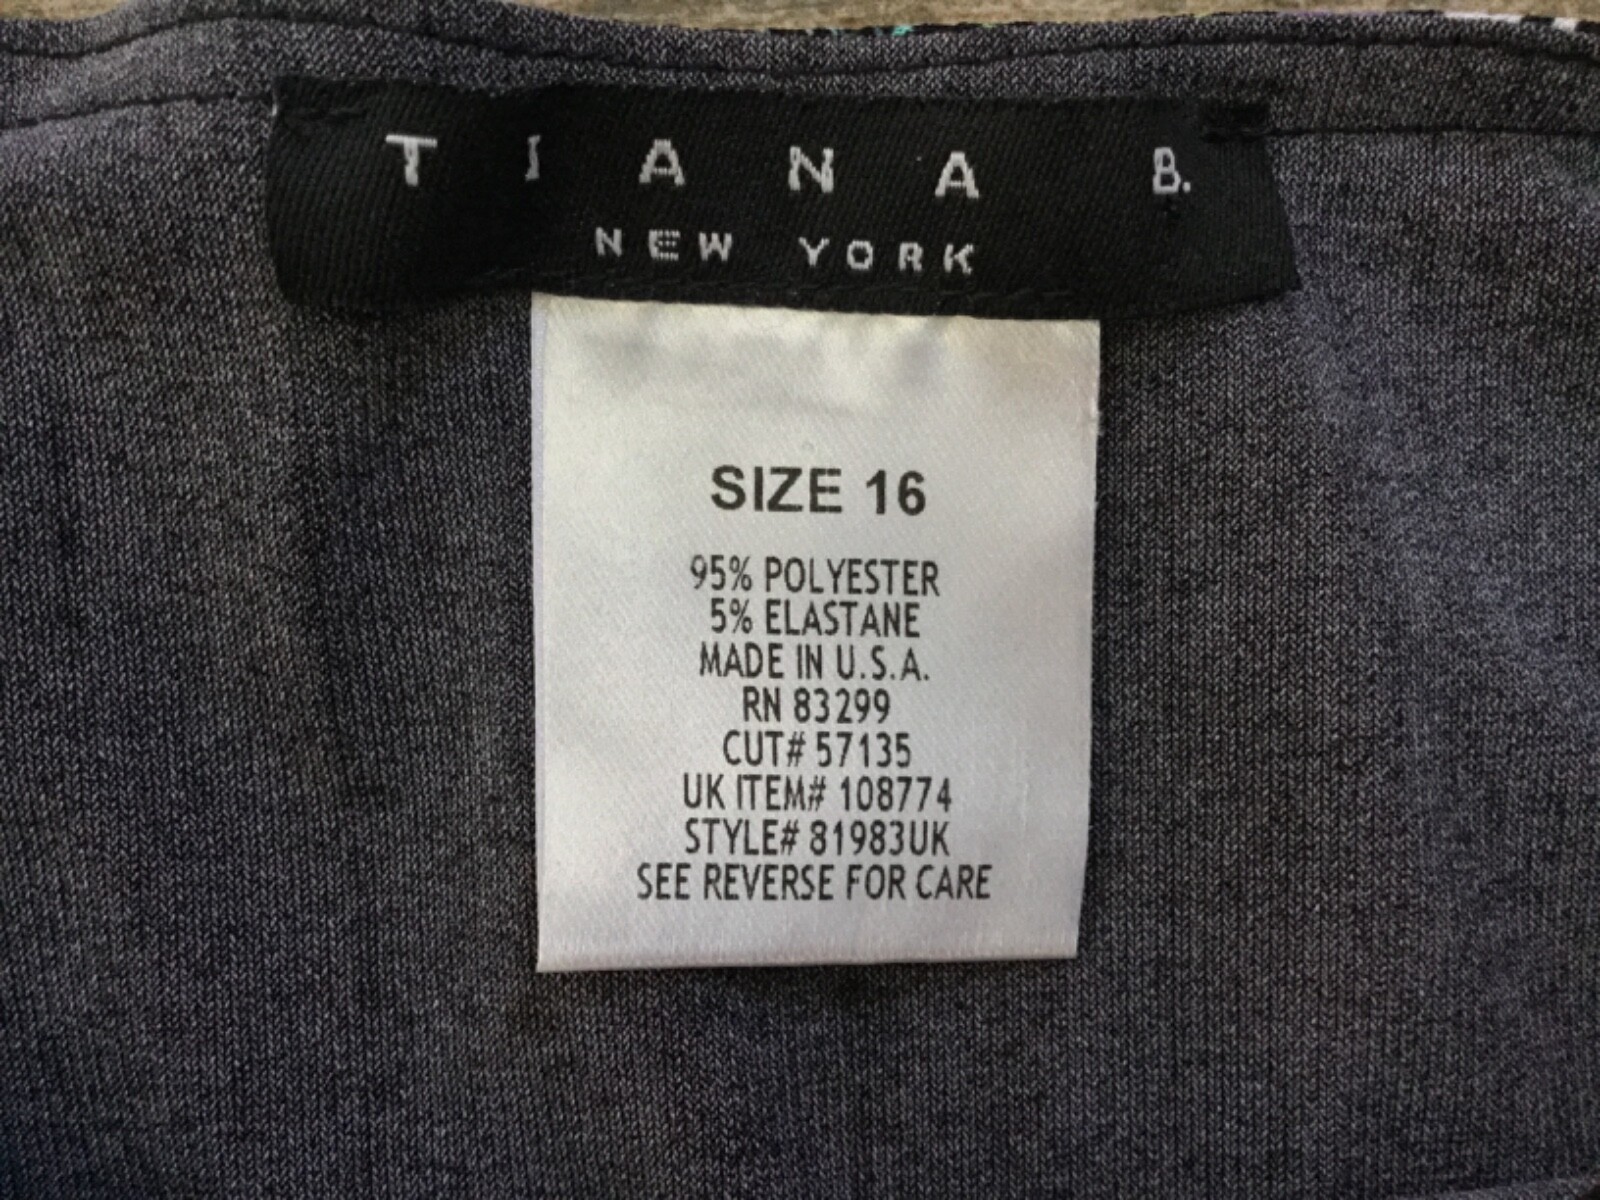 TIANA B.
NEW YORK
SIZE 16
95% POLYESTER
5% ELASTANE
MADE IN U.S.A.
RN 83299
CUT# 57135
UK ITEM# 108774
STYLE# 81983UK
SEE REVERSE FOR CARE